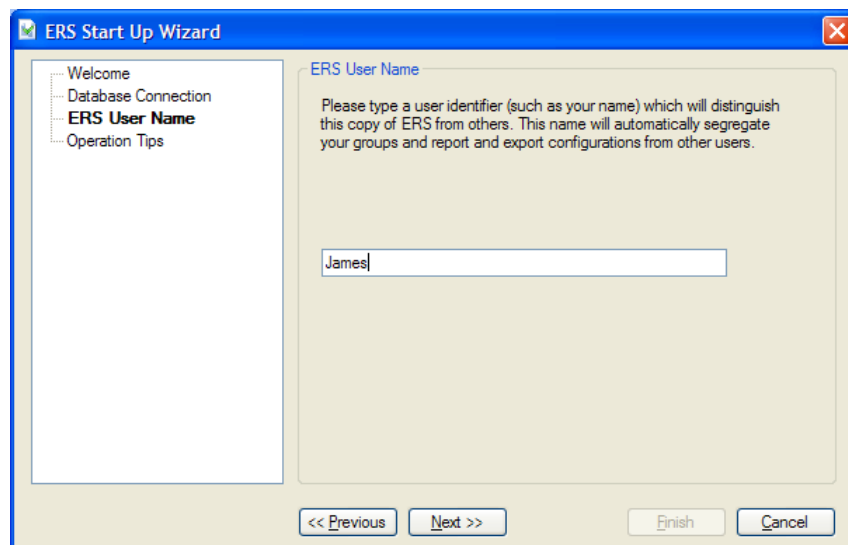 ERS Start Up Wizard
Welcome
Database Connection
ERS User Name
Operation Tips
ERS User Name
Please type a user identifier (such as your name) which will distinguish
this copy of ERS from others. This name will automatically segregate
your groups and report and export configurations from other users.
James
<< Previous
Next >>
Finish
Cancel